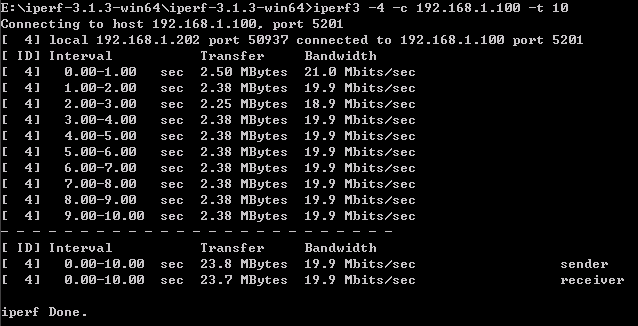 E:\iperf-3.1.3-win64\iperf-3.1.3-win64>iperf3 -4 -c 192.168.1.100 -t 10
Connecting to host 192.168.1.100, port 5201
[  4] local 192.168.1.202 port 50937 connected to 192.168.1.100 port 5201
[ ID] Interval           Transfer     Bandwidth
[  4]   0.00-1.00   sec  2.50 MBytes  21.0 Mbits/sec
[  4]   1.00-2.00   sec  2.38 MBytes  19.9 Mbits/sec
[  4]   2.00-3.00   sec  2.25 MBytes  18.9 Mbits/sec
[  4]   3.00-4.00   sec  2.38 MBytes  19.9 Mbits/sec
[  4]   4.00-5.00   sec  2.38 MBytes  19.9 Mbits/sec
[  4]   5.00-6.00   sec  2.38 MBytes  19.9 Mbits/sec
[  4]   6.00-7.00   sec  2.38 MBytes  19.9 Mbits/sec
[  4]   7.00-8.00   sec  2.38 MBytes  19.9 Mbits/sec
[  4]   8.00-9.00   sec  2.38 MBytes  19.9 Mbits/sec
[  4]   9.00-10.00  sec  2.38 MBytes  19.9 Mbits/sec
- - - - - - - - - - - - - - - - - - - - - - - - -
[ ID] Interval           Transfer     Bandwidth
[  4]   0.00-10.00  sec  23.8 MBytes  19.9 Mbits/sec                  sender
[  4]   0.00-10.00  sec  23.7 MBytes  19.9 Mbits/sec                  receiver
iperf Done.